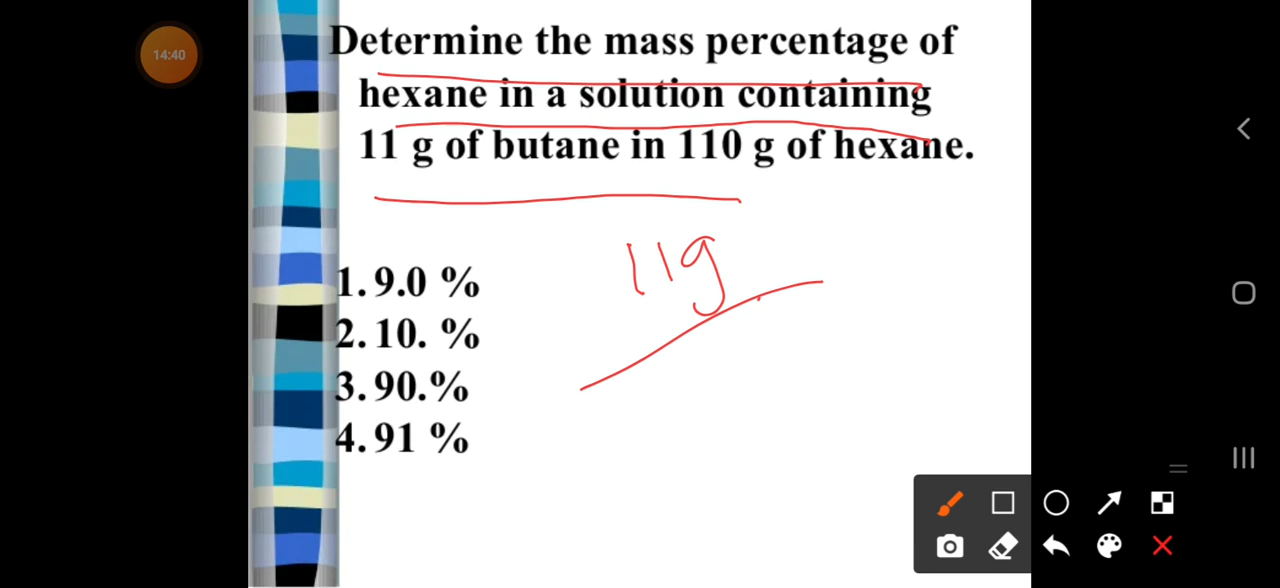 14:40
Determine the mass percentage of
hexane in a solution containing
11 g of butane in 110 g of hexane.
11g
1. 9.0 %
2. 10. %
3. 90.%
4. 91 %